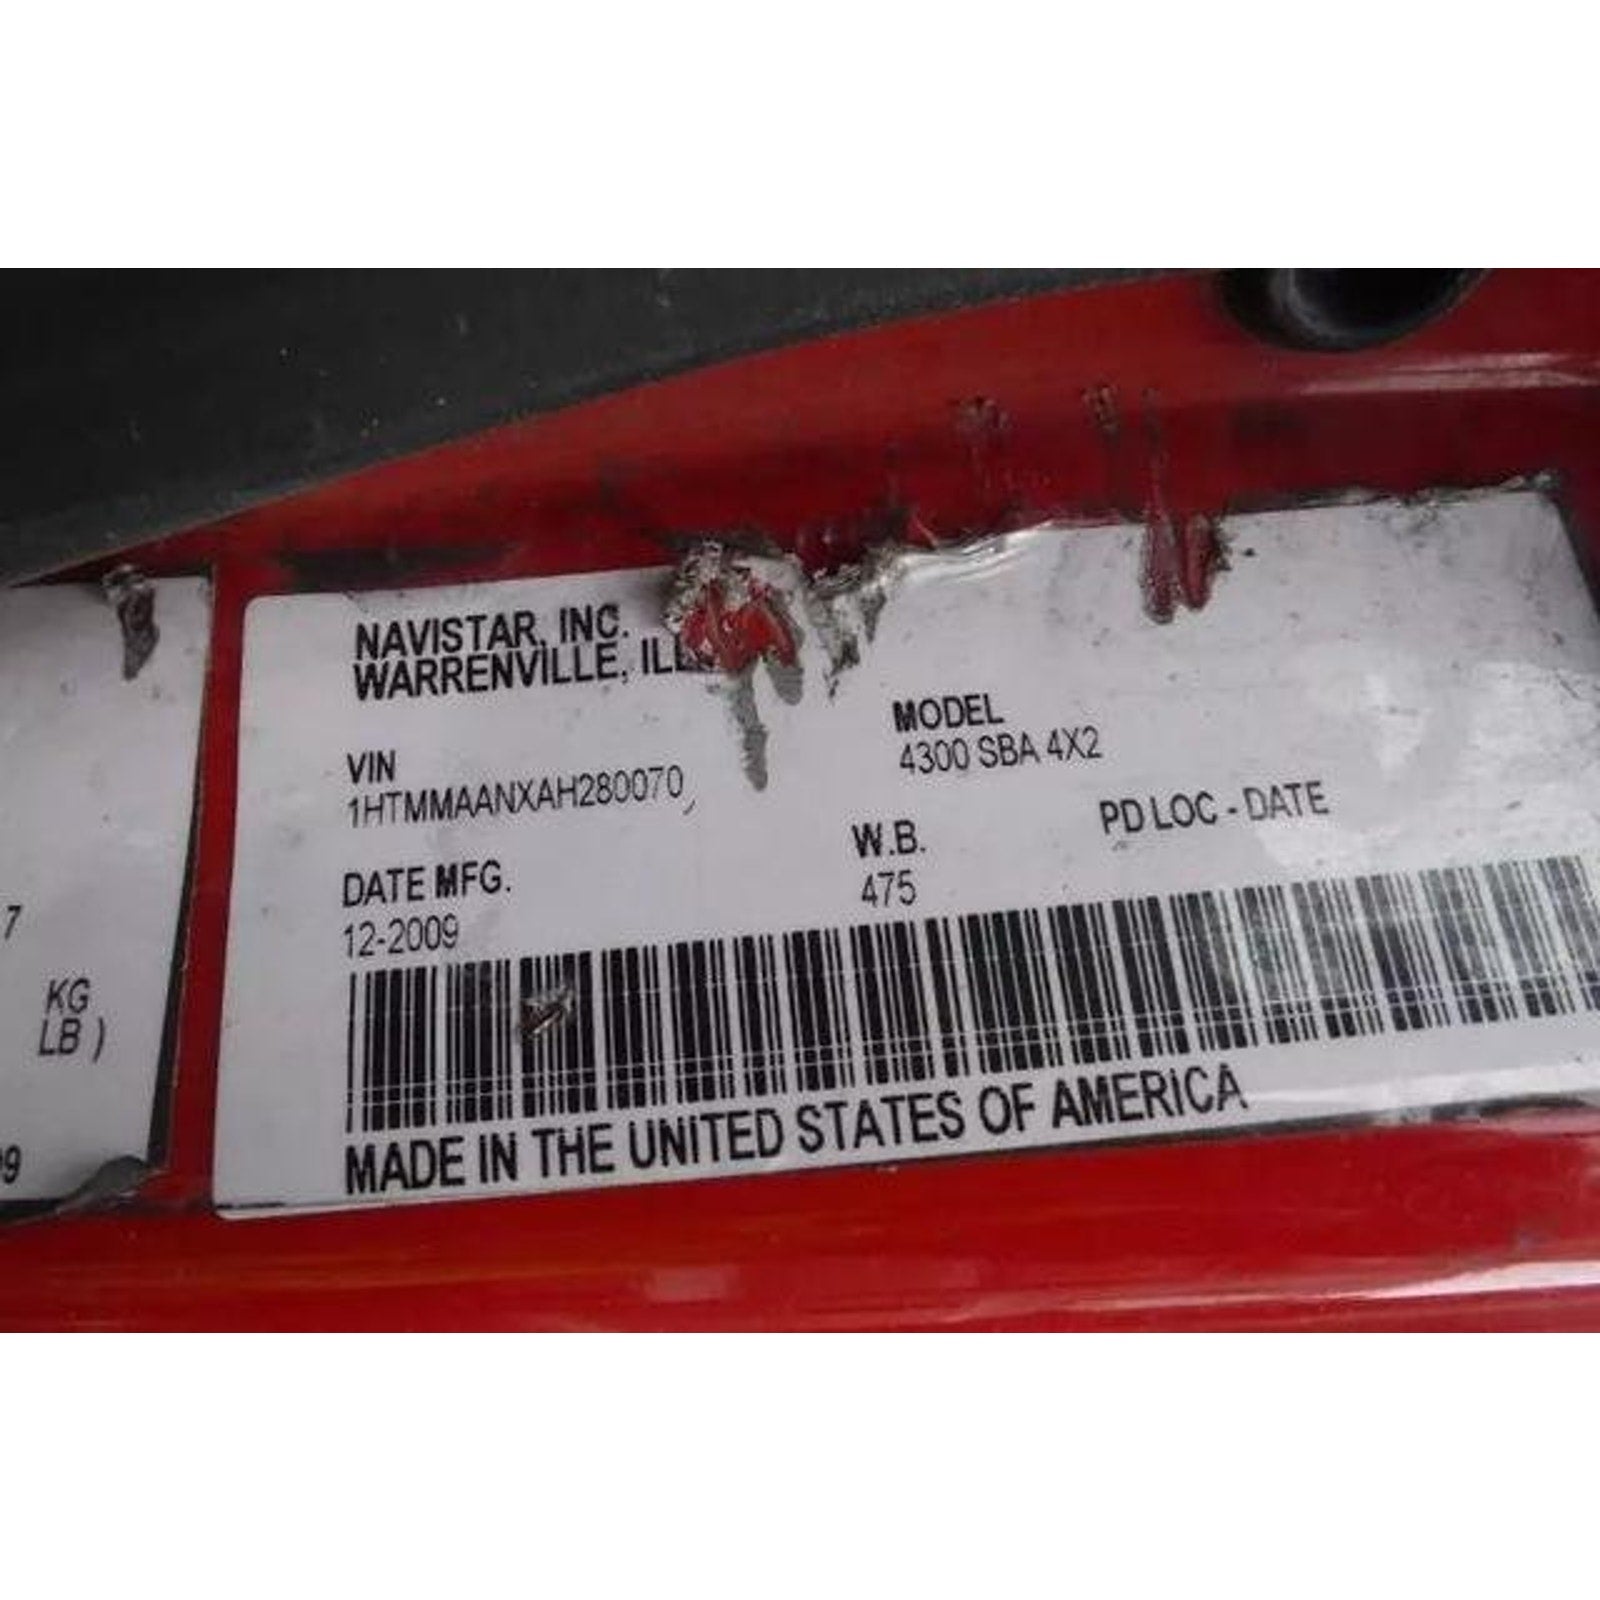 NAVISTAR, INC.
WARRENVILLE, ILL
MODEL
4300 SBA 4X2
VIN
1HTMMAANXAH280070
W.B.
475
PD LOC - DATE
DATE MFG.
12-2009
MADE IN THE UNITED STATES OF AMERICA
7
KG
LB )
9